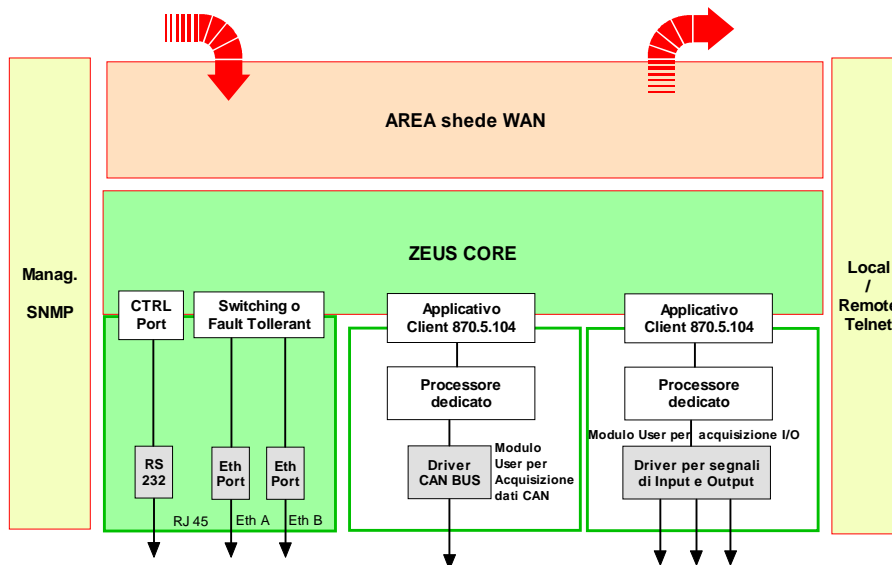 AREA shede WAN
ZEUS CORE
Manag.
SNMP
Local
/
Remote
Telnet
CTRL
Port
Switching o
Fault Tollerant
Applicativo
Client 870.5.104
Applicativo
Client 870.5.104
Processore
dedicato
Processore
dedicato
Modulo User per acquisizione I/O
RS
232
Eth
Port
Eth
Port
Driver
CAN BUS
Modulo
User per
Acquisizione
dati CAN
Driver per segnali
di Input e Output
RJ 45
Eth A
Eth B